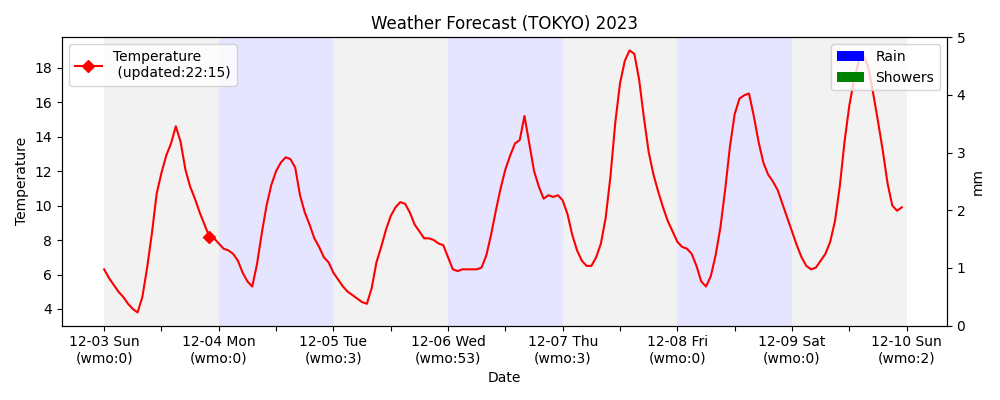 Weather Forecast (TOKYO) 2023
Temperature
(updated:22:15)
Rain
Showers
Temperature
18
16
14
12
10
8
6
4
5
4
3
2
1
0
mm
12-03 Sun 12-04 Mon 12-05 Tue 12-06 Wed 12-07 Thu 12-08 Fri 12-09 Sat 12-10 Sun
(wmo:0) (wmo:0) (wmo:3) (wmo:53) (wmo:3) (wmo:0) (wmo:0) (wmo:2)
Date